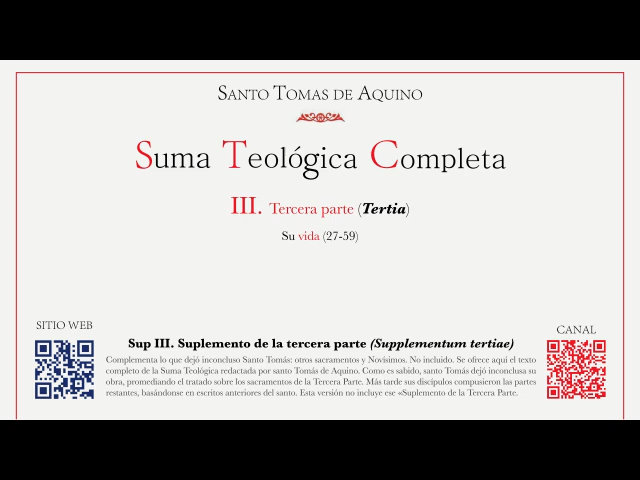 SANTO TOMAS DE AQUINO
Suma Teológica Completa
III. Tercera parte (Tertia)
Su vida (27-59)
SITIO WEB
CANAL
Sup III. Suplemento de la tercera parte (Supplementum tertiae)
Complementa lo que dejó inconcluso Santo Tomás: otros sacramentos y Novísimos. No incluido. Se ofrece aquí el texto
completo de la Suma Teológica redactada por santo Tomás de Aquino. Como es sabido, santo Tomás dejó inconclusa su
obra, promediando el tratado sobre los sacramentos de la Tercera Parte. Más tarde sus discípulos compusieron las partes
restantes, basándonse en escritos anteriores del santo. Esta versión no incluye ese «Suplemento de la Tercera Parte.